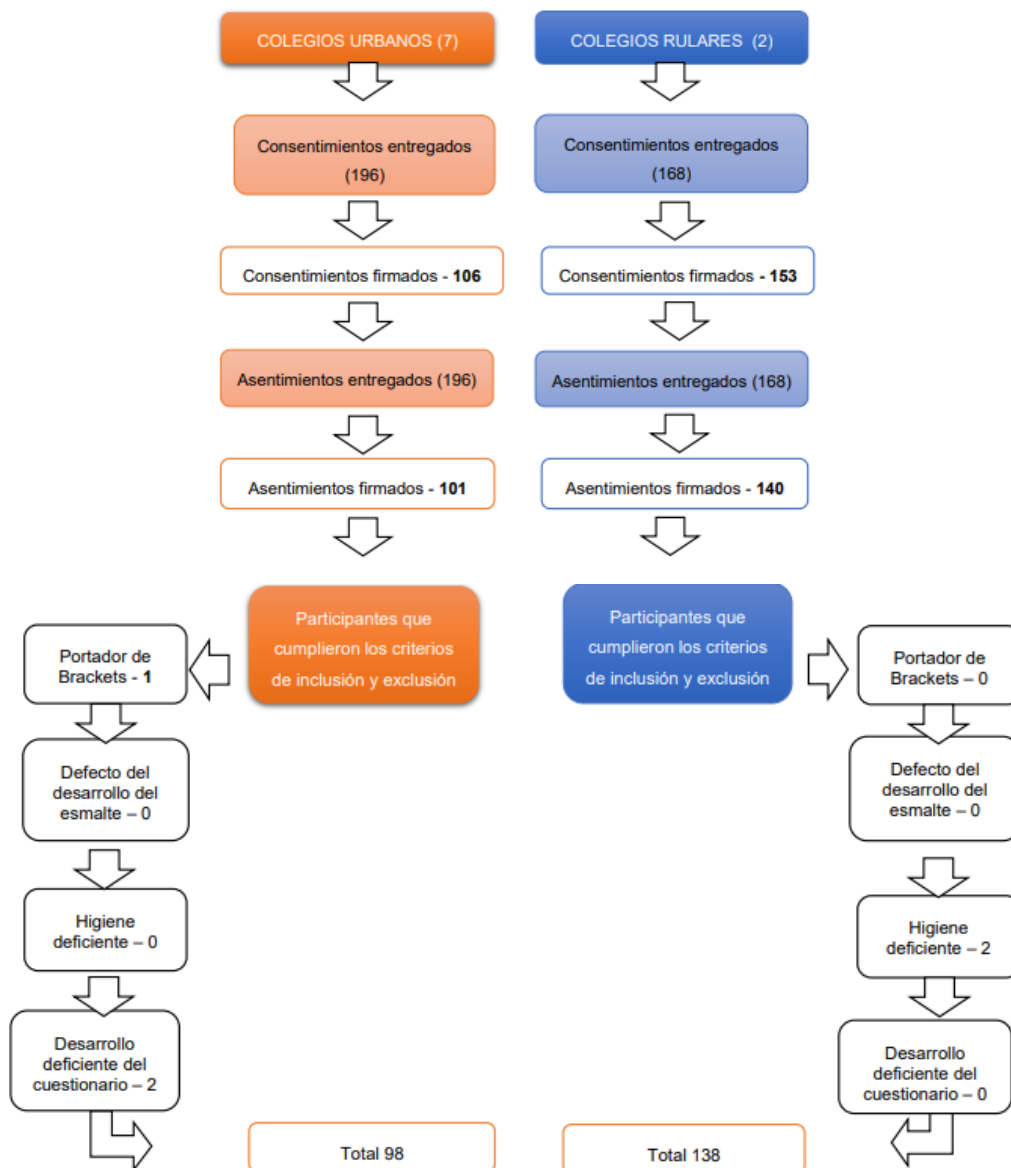 COLEGIOS URBANOS (7)
COLEGIOS RULARES (2)
Consentimientos entregados
(196)
Consentimientos entregados
(168)
Consentimientos firmados - 106
Consentimientos firmados - 153
Asentimientos entregados (196)
Asentimientos entregados (168)
Asentimientos firmados - 101
Asentimientos firmados - 140
Participantes que
cumplieron los criterios
de inclusión y exclusión
Participantes que
cumplieron los criterios
de inclusión y exclusión
Portador de
Brackets - 1
Portador de
Brackets – 0
Defecto del
desarrollo del
esmalte – 0
Defecto del
desarrollo del
esmalte – 0
Higiene
deficiente – 0
Higiene
deficiente – 2
Desarrollo
deficiente del
cuestionario – 2
Desarrollo
deficiente del
cuestionario – 0
Total 98
Total 138